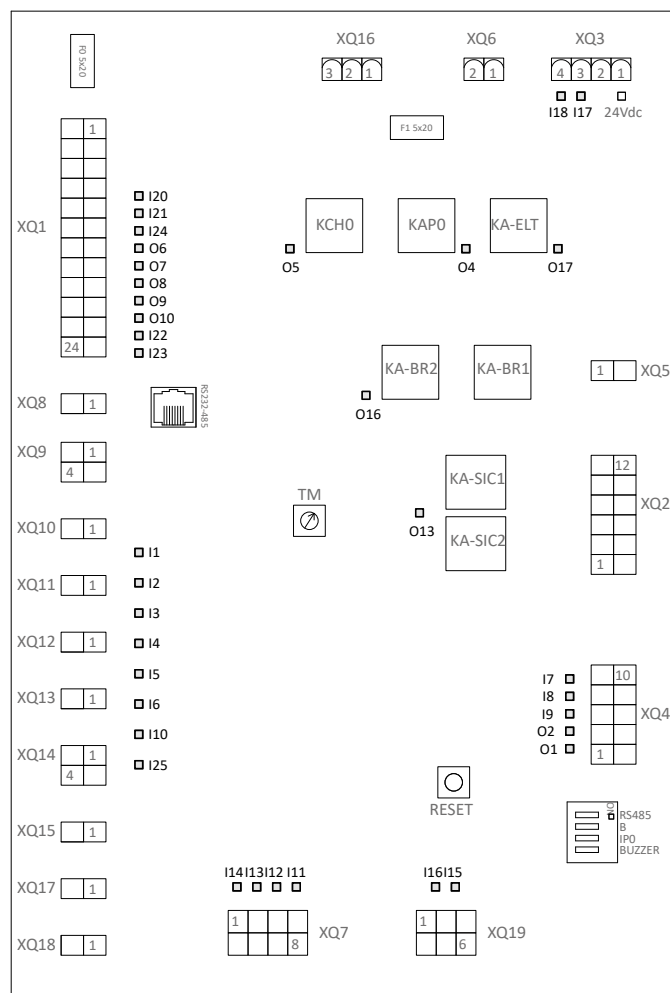 XQ16 XQ6 XQ3
F0 5x20
3 2 1 2 1 4 3 2 1
I18 I17 24Vdc
F1 5x20
1
XQ1
24
I20
I21
I24
O6
O7
O8
O9
O10
I22
I23
KCH0 KAP0 KA-ELT
O5 O4 O17
KA-BR2 KA-BR1
O16
1 XQ5
XQ8 1
RS232-485
XQ9 1
4
KA-SIC1
KA-SIC2
O13
12
XQ2
1
TM
XQ10 1
XQ11 1
XQ12 1
XQ13 1
XQ14 1
4
I1
I2
I3
I4
I5
I6
I10
I25
I7
I8
I9
O2
O1
10
XQ4
1
RESET
ON
RS485
B
IP0
BUZZER
XQ15 1
XQ17 1
XQ18 1
I14 I13 I12 I11
1
8
XQ7
I16 I15
1
6
XQ19